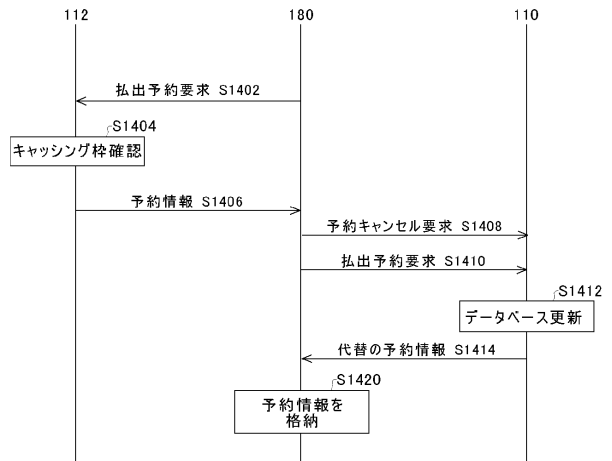 112
180
110
払出予約要求 S1402
S1404
キャッシング枠確認
予約情報 S1406
予約キャンセル要求 S1408
払出予約要求 S1410
S1412
データベース更新
代替の予約情報 S1414
S1420
予約情報を
格納